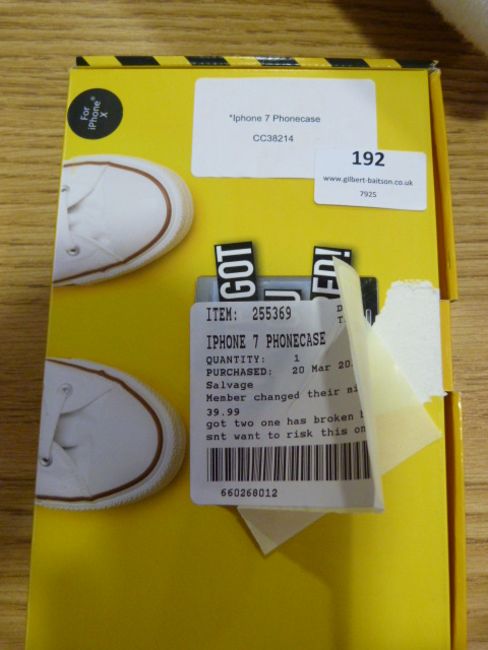 For
iPhone®
X
*Iphone 7 Phonecase
CC38214
192
www.gilbert-baitson.co.uk
7925
GOT
ITEM: 255369
IPHONE 7 PHONECASE
QUANTITY: 1
PURCHASED: 20 Mar
Salvage
Member changed their
39.99
got two one has broken
snt want to risk this
660268012